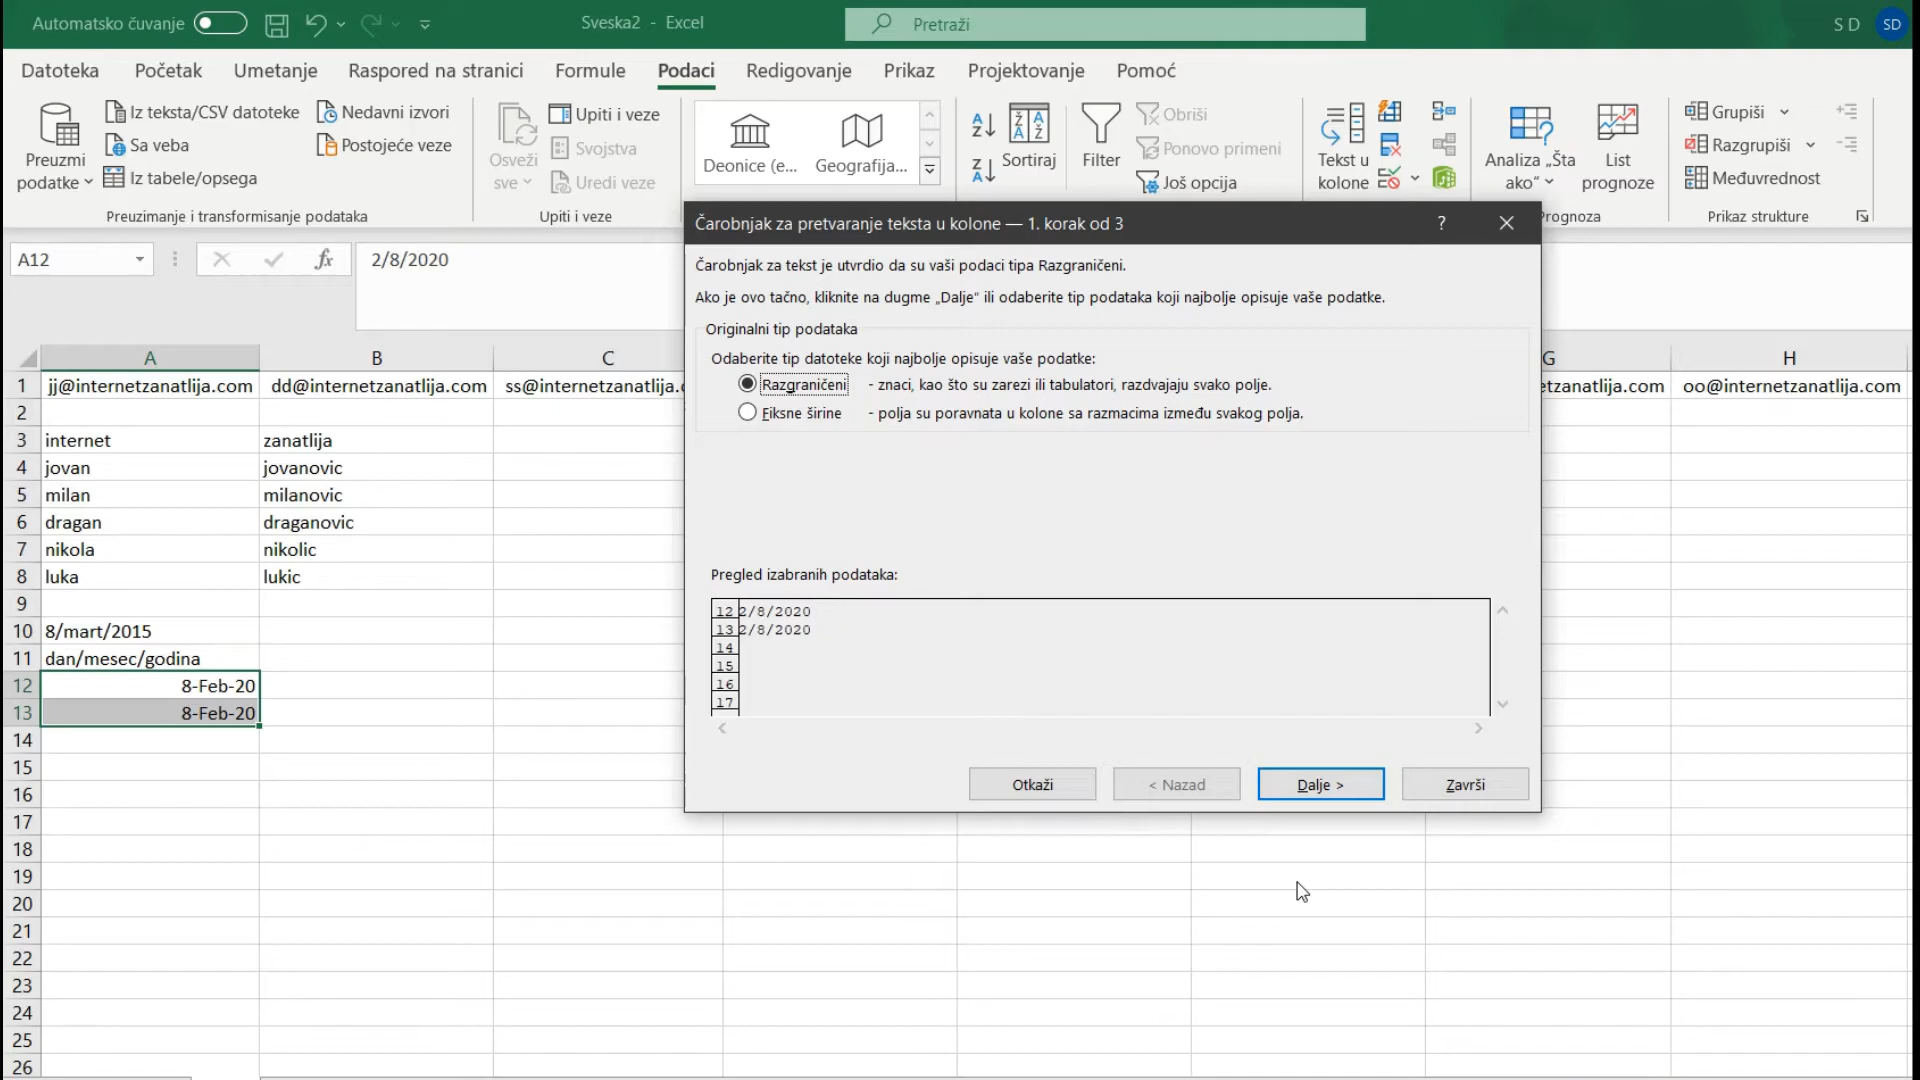 Automatsko čuvanje
Sveska2 - Excel
Pretraži
S D
SD
Datoteka Početak Umetanje Raspored na stranici Formule Podaci Redigovanje Prikaz Projektovanje Pomoć
Preuzmi podatke
Iz teksta/CSV datoteke
Sa veba
Iz tabele/opsega
Nedavni izvori
Postojeće veze
Preuzimanje i transformisanje podataka
Osveži sve
Upiti i veze
Svojstva
Uredi veze
Upiti i veze
Deonice (e...
Geografija...
Sortiraj
Filter
Obriši
Ponovo primeni
Još opcija
Tekst u kolone
Analiza „Šta ako“
List prognoze
Prognoza
Grupiši
Razgrupiši
Međuvrednost
Prikaz strukture
A12
fx
2/8/2020
A B C G H
1 jj@internetzanatlija.com dd@internetzanatlija.com ss@internetzanatlija. etzanatlija.com oo@internetzanatlija.com
2
3 internet zanatlija
4 jovan jovanovic
5 milan milanovic
6 dragan draganovic
7 nikola nikolic
8 luka lukic
9
10 8/mart/2015
11 dan/mesec/godina
12 8-Feb-20
13 8-Feb-20
14
15
16
17
18
19
20
21
22
23
24
25
26
Čarobnjak za pretvaranje teksta u kolone — 1. korak od 3
?
Čarobnjak za tekst je utvrdio da su vaši podaci tipa Razgraničeni.
Ako je ovo tačno, kliknite na dugme „Dalje“ ili odaberite tip podataka koji najbolje opisuje vaše podatke.
Originalni tip podataka
Odaberite tip datoteke koji najbolje opisuje vaše podatke:
Razgraničeni - znaci, kao što su zarezi ili tabulatori, razdvajaju svako polje.
Fiksne širine - polja su poravnata u kolone sa razmacima između svakog polja.
Pregled izabranih podataka:
12 2/8/2020
13 2/8/2020
14
15
16
17
Otkaži
< Nazad
Dalje >
Završi